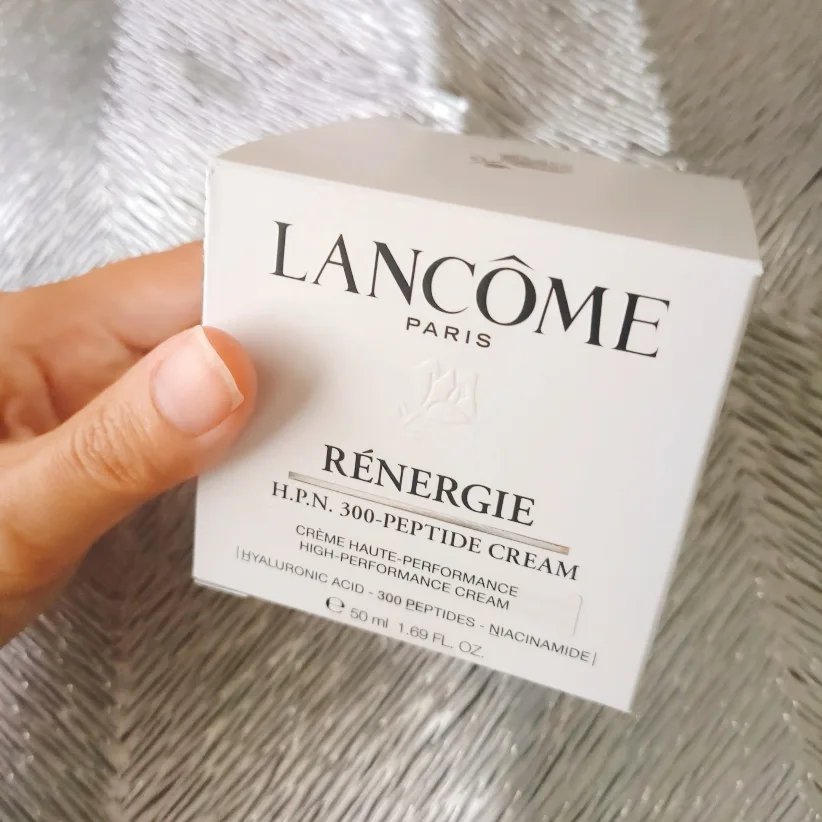 LANCÔME
PARIS
RÉNERGIE
H.P.N. 300-PEPTIDE CREAM
CRÈME HAUTE-PERFORMANCE
HIGH-PERFORMANCE CREAM
|HYALURONIC ACID - 300 PEPTIDES - NIACINAMIDE|
℮ 50 ml 1.69 FL. OZ.